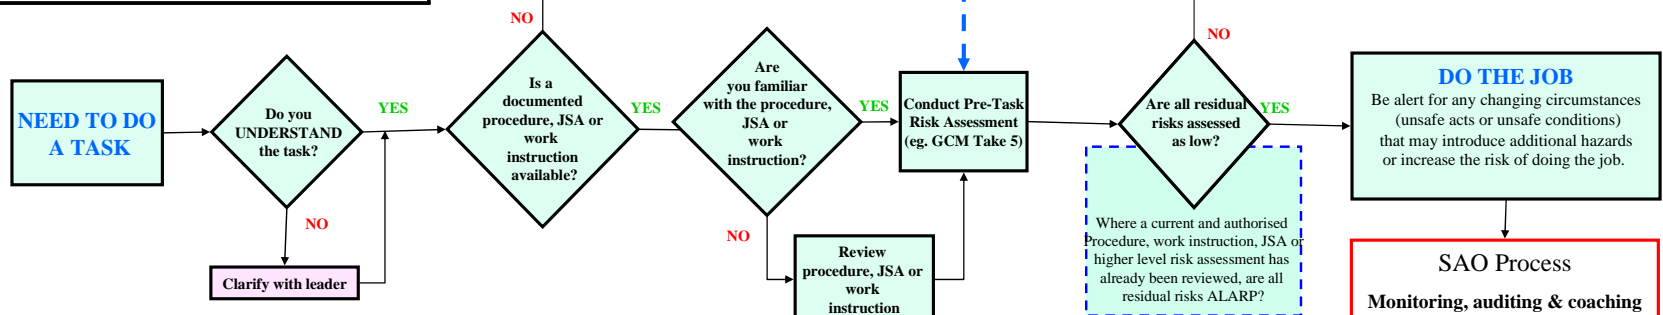 NEED TO DO
A TASK
Do you
UNDERSTAND
the task?
YES
NO
Clarify with leader
NO
Is a
documented
procedure, JSA or
work
instruction
available?
YES
Are
you familiar
with the procedure,
JSA or
work
instruction?
YES
NO
Review
procedure, JSA or
work
instruction
Conduct Pre-Task
Risk Assessment
(eg. GCM Take 5)
NO
Are all residual
risks assessed
as low?
YES
Where a current and authorised
Procedure, work instruction, JSA or
higher level risk assessment has
already been reviewed, are all
residual risks ALARP?
DO THE JOB
Be alert for any changing circumstances
(unsafe acts or unsafe conditions)
that may introduce additional hazards
or increase the risk of doing the job.
SAO Process
Monitoring, auditing & coaching